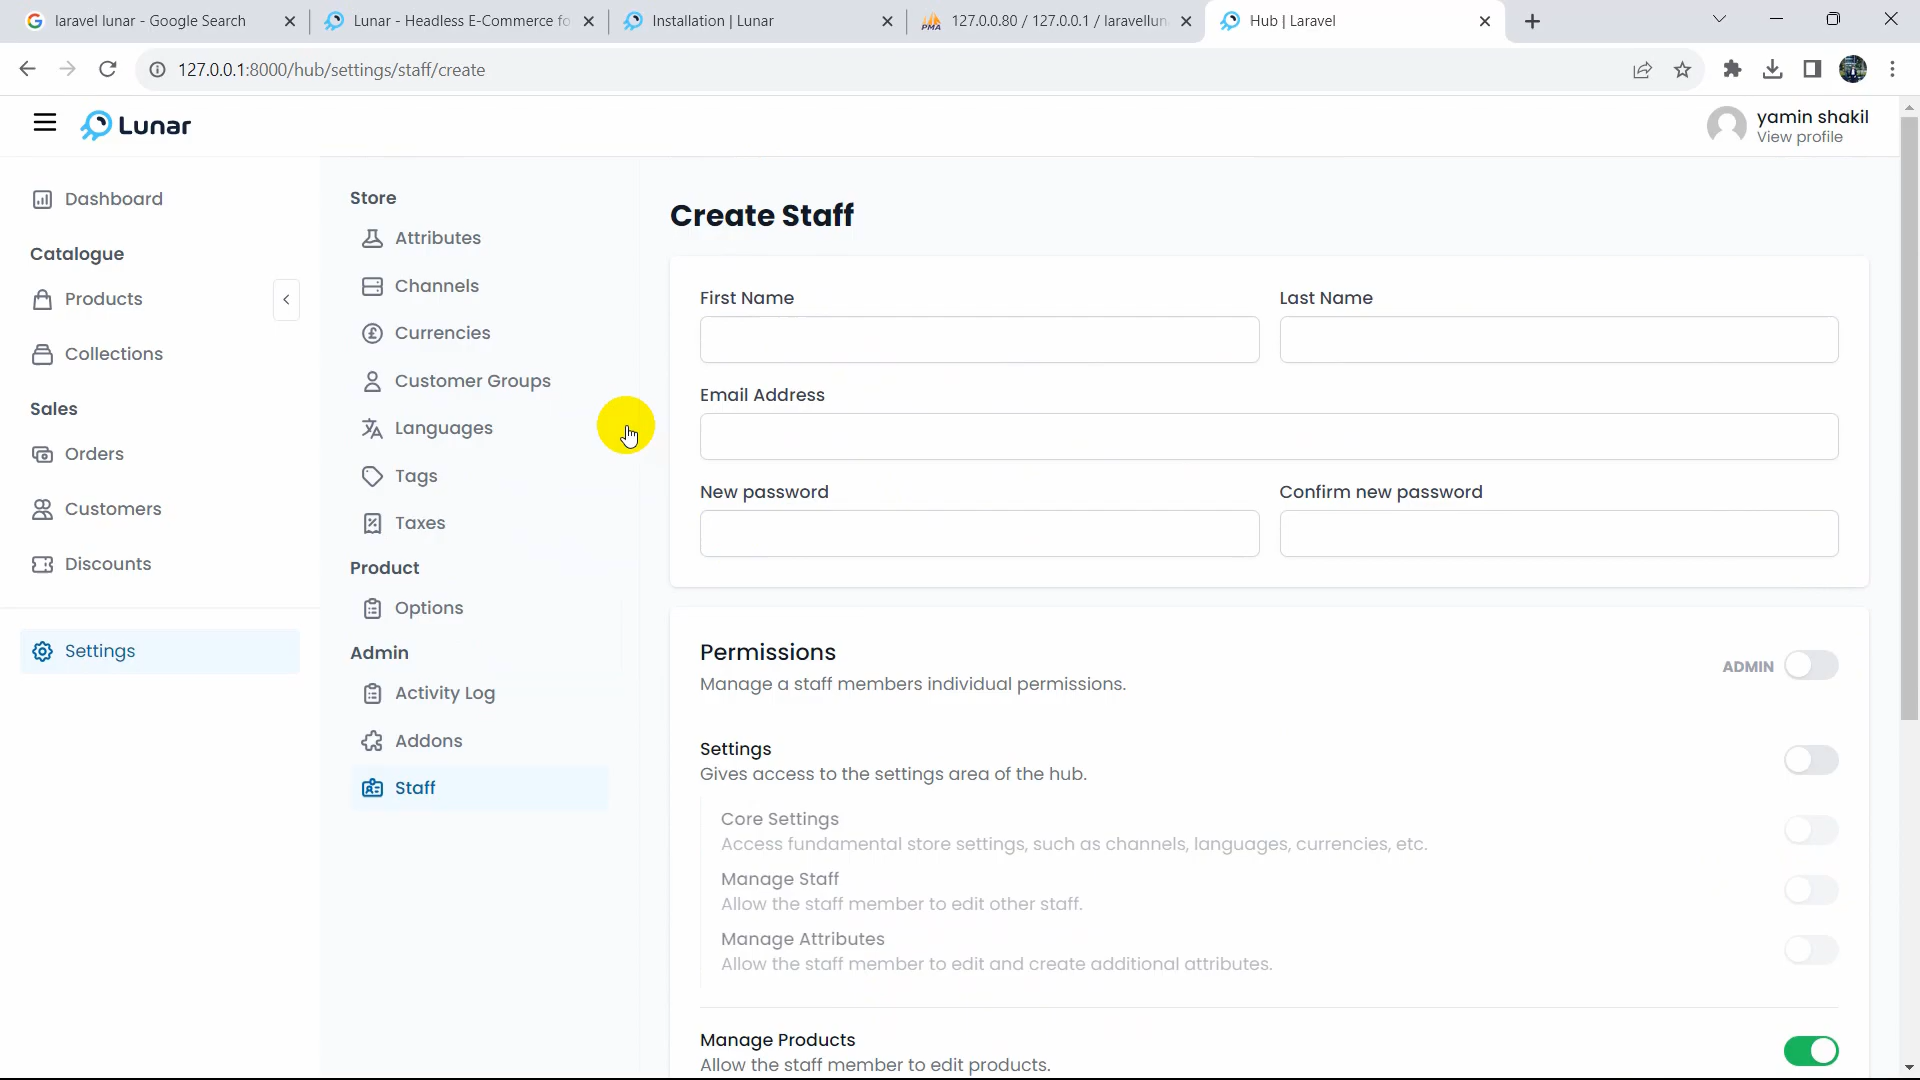 laravel lunar - Google Search
Lunar - Headless E-Commerce fo
Installation | Lunar
127.0.0.80 / 127.0.0.1 / laravellun
Hub | Laravel
127.0.0.1:8000/hub/settings/staff/create
Lunar
yamin shakil
View profile
Dashboard
Catalogue
Products
Collections
Sales
Orders
Customers
Discounts
Settings
Store
Attributes
Channels
Currencies
Customer Groups
Languages
Tags
Taxes
Product
Options
Admin
Activity Log
Addons
Staff
Create Staff
First Name
Last Name
Email Address
New password
Confirm new password
Permissions
ADMIN
Manage a staff members individual permissions.
Settings
Gives access to the settings area of the hub.
Core Settings
Access fundamental store settings, such as channels, languages, currencies, etc.
Manage Staff
Allow the staff member to edit other staff.
Manage Attributes
Allow the staff member to edit and create additional attributes.
Manage Products
Allow the staff member to edit products.